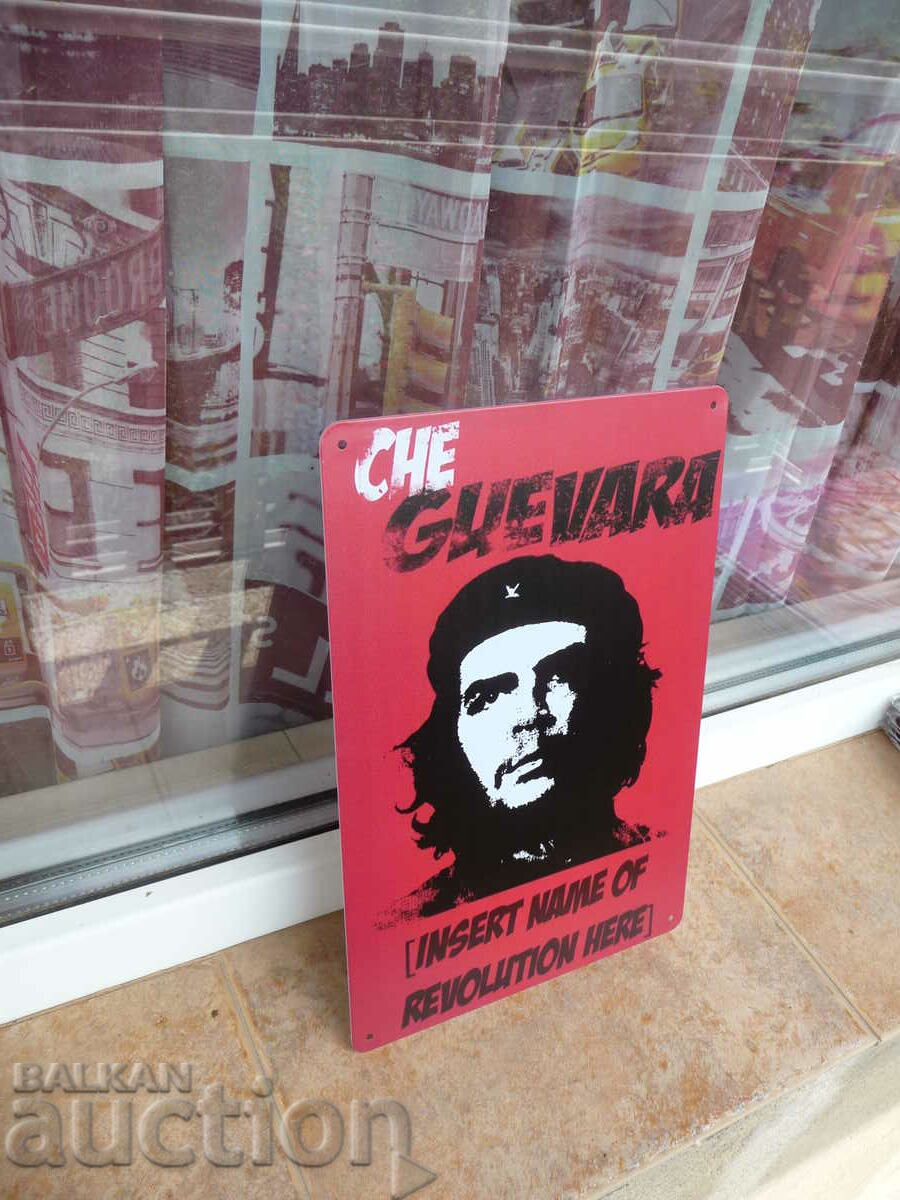 CHE
GUEVARA
[INSERT NAME OF
REVOLUTION HERE]
BALKAN
auction